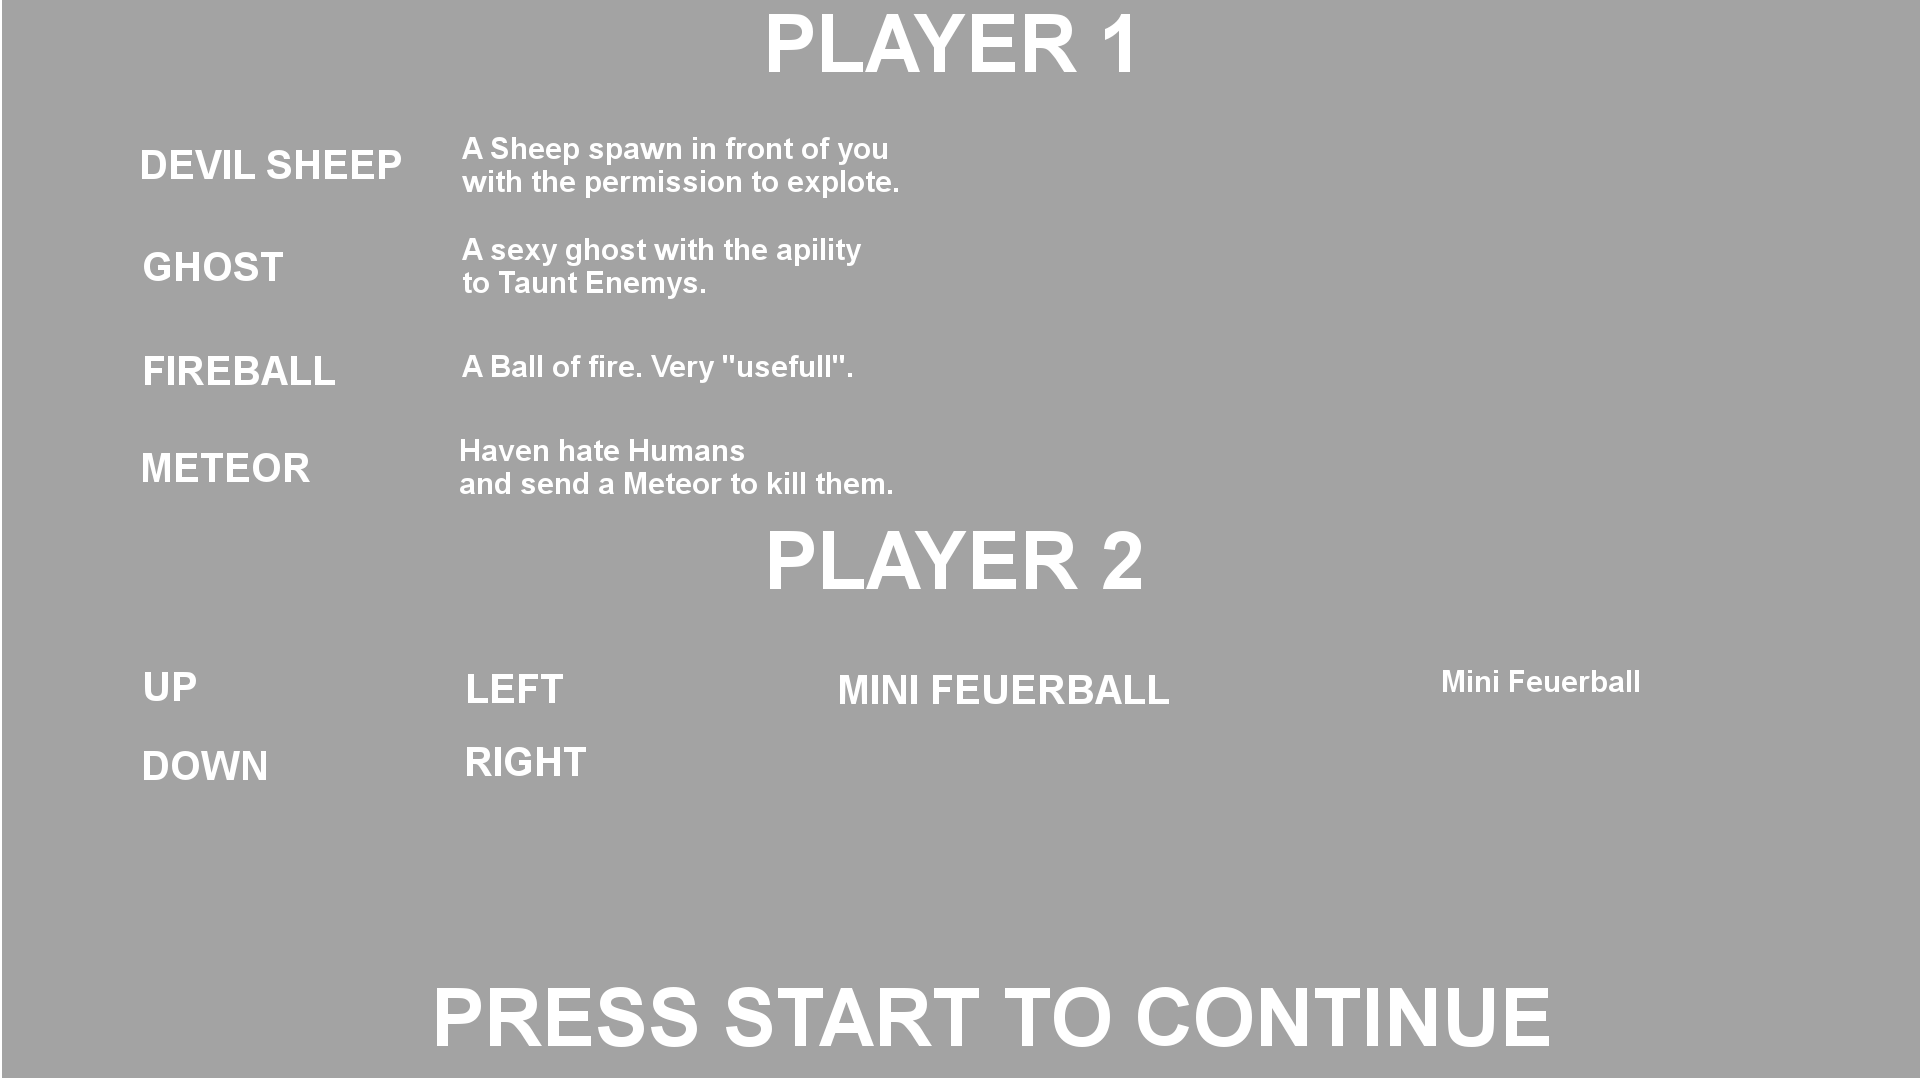 PLAYER 1
DEVIL SHEEP
A Sheep spawn in front of you
with the permission to explote.
GHOST
A sexy ghost with the apility
to Taunt Enemys.
FIREBALL
A Ball of fire. Very "usefull".
METEOR
Haven hate Humans
and send a Meteor to kill them.
PLAYER 2
UP
LEFT
MINI FEUERBALL
Mini Feuerball
DOWN
RIGHT
PRESS START TO CONTINUE